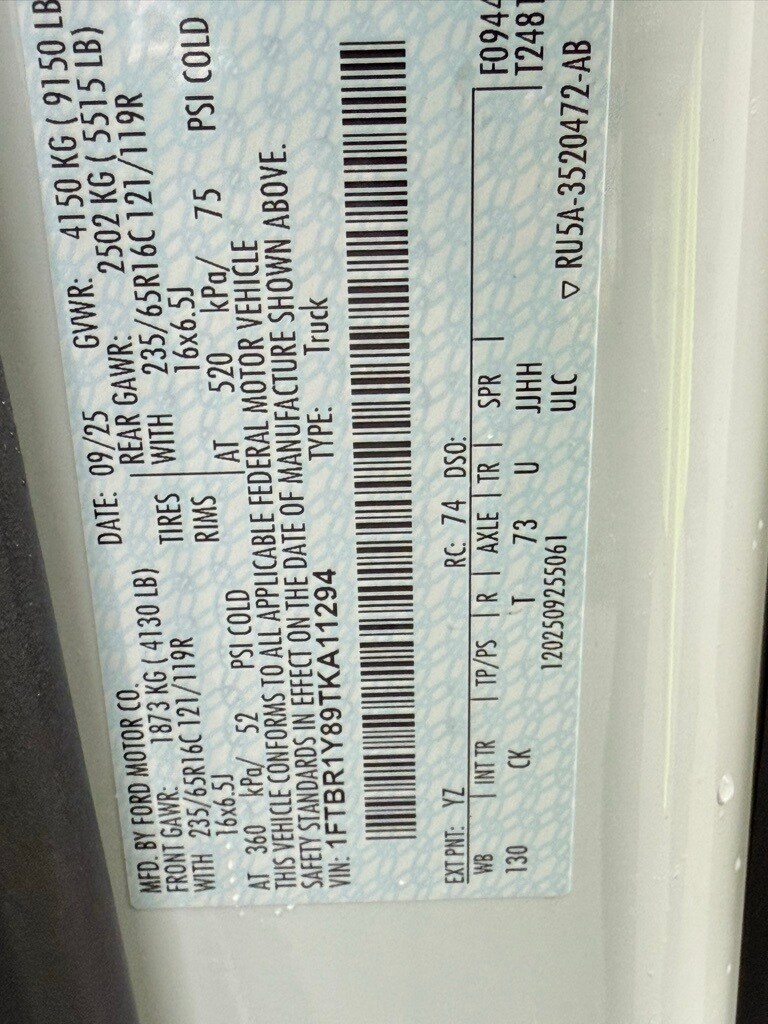 MFD. BY FORD MOTOR CO.
DATE: 09/25 GVWR: 4150 KG ( 9150 LB
FRONT GAWR: 1873 KG ( 4130 LB)
REAR GAWR: 2502 KG ( 5515 LB)
WITH 235/65R16C 121/119R TIRES WITH 235/65R16C 121/119R
16x6.5J RIMS 16x6.5J
AT 360 kPa/ 52 PSI COLD AT 520 kPa/ 75 PSI COLD
THIS VEHICLE CONFORMS TO ALL APPLICABLE FEDERAL MOTOR VEHICLE
SAFETY STANDARDS IN EFFECT ON THE DATE OF MANUFACTURE SHOWN ABOVE.
VIN: 1FTBR1Y89TKA11294 TYPE: Truck
EXT PNT: YZ RC: 74 DSO: F0944
WB INT TR TP/PS R AXLE TR SPR T2481
130 CK T 73 U JJHH
1202509255061 ULC ▽ RU5A-3520472-AB